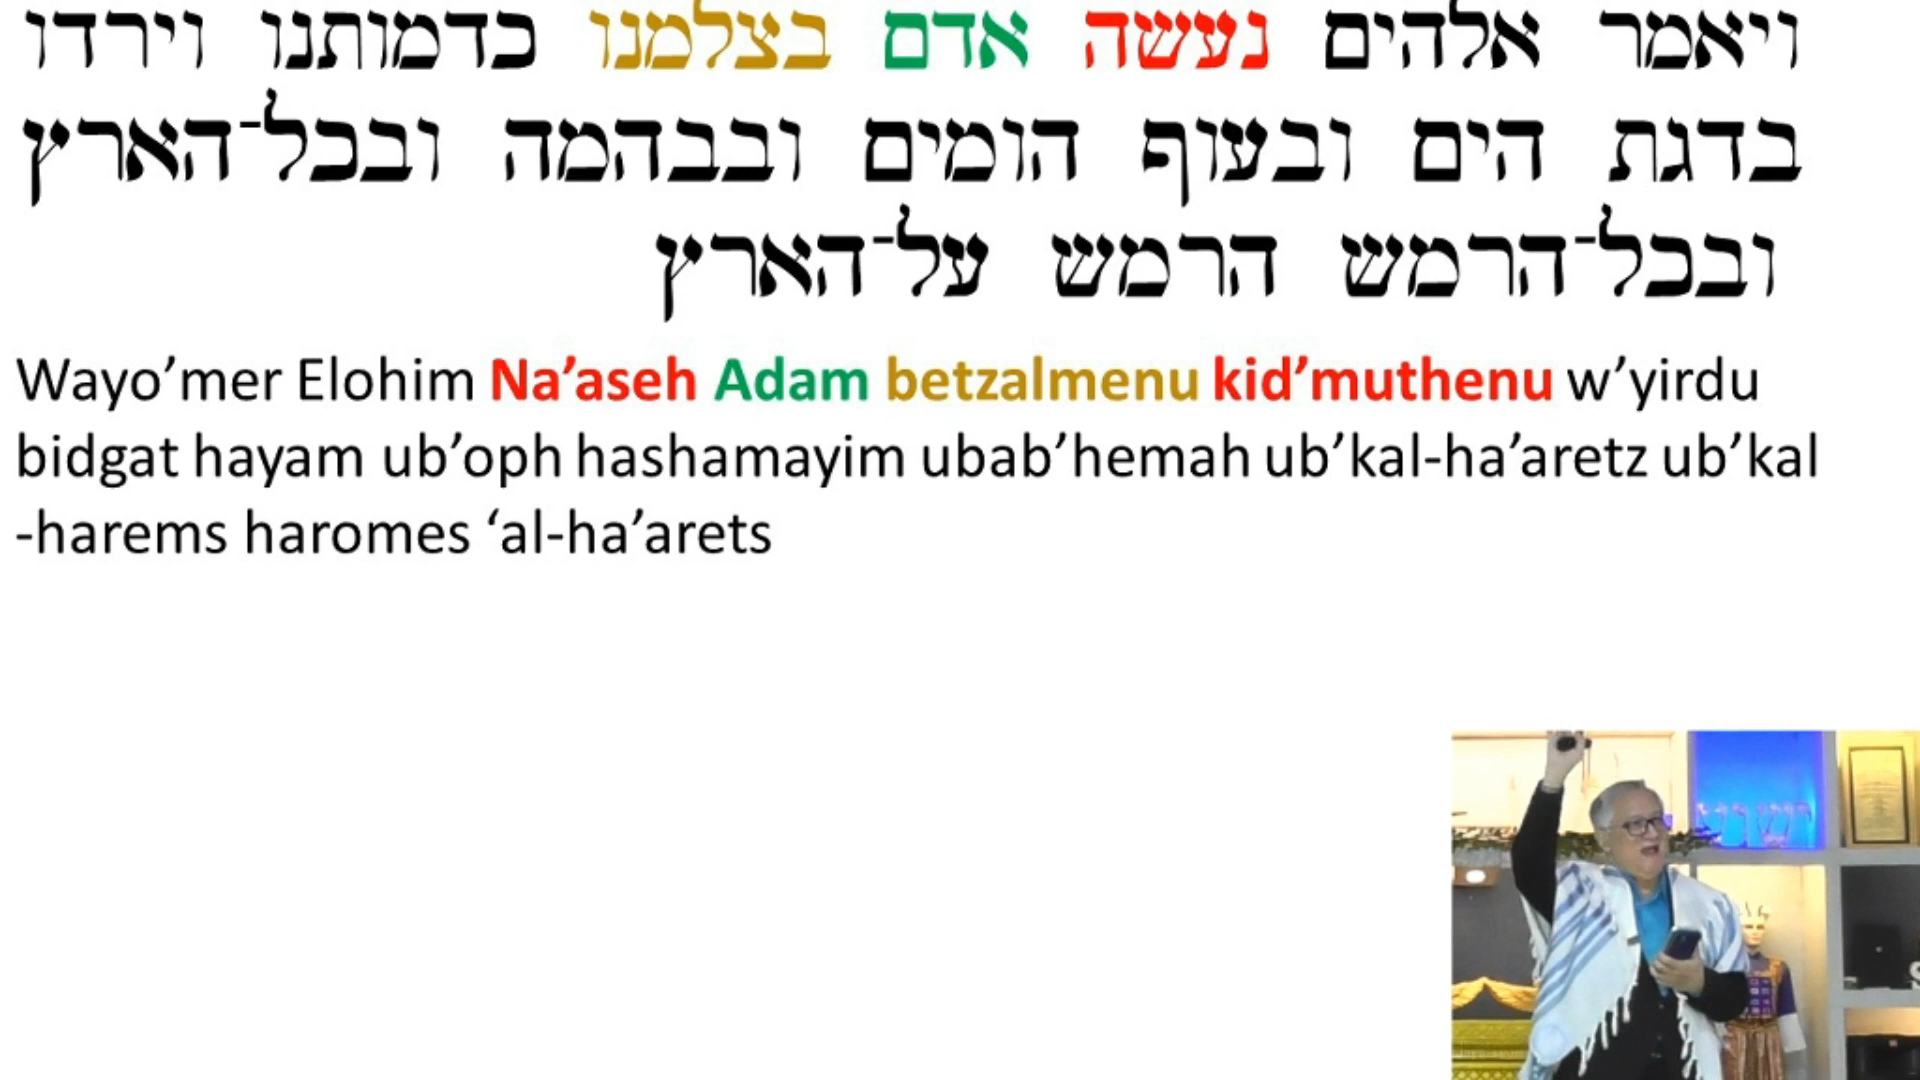 ויאמר אלהים נעשה אדם בצלמנו כדמותנו וירדו
בדגת הים ובעוף הומים ובבהמה ובכל־הארץ
ובכל־הרמש הרמש על־הארץ
Wayo’mer Elohim Na’aseh Adam betzalmenu kid’muthenu w’yirdu
bidgat hayam ub’oph hashamayim ubab’hemah ub’kal-ha’aretz ub’kal
-harems haromes ‘al-ha’arets